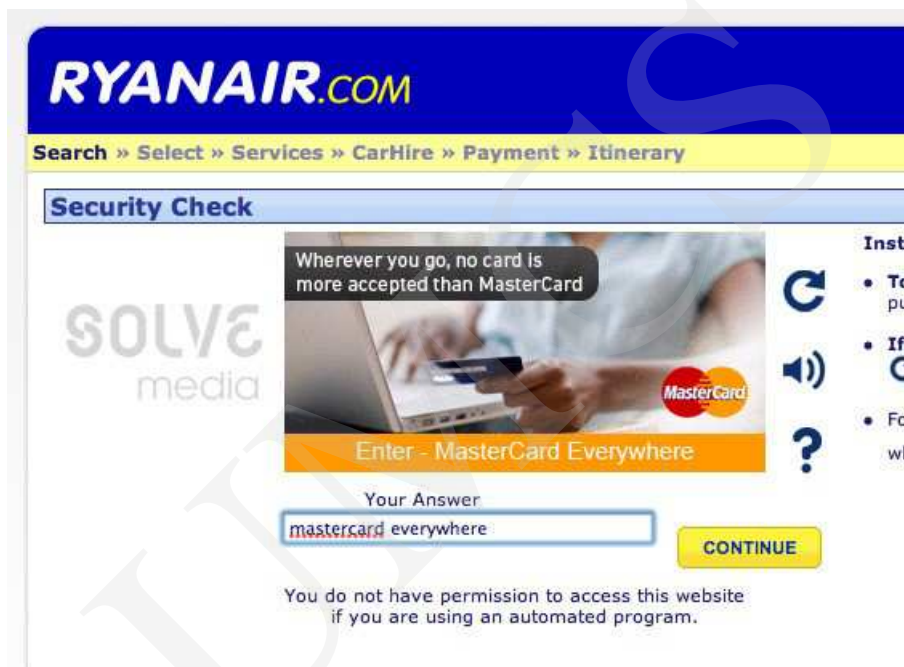 RYANAIR.COM
Search » Select » Services » CarHire » Payment » Itinerary
Security Check
SOLVE
media
Wherever you go, no card is
more accepted than MasterCard
MasterCard
Enter - MasterCard Everywhere
Your Answer
mastercard everywhere
CONTINUE
You do not have permission to access this website
if you are using an automated program.
If